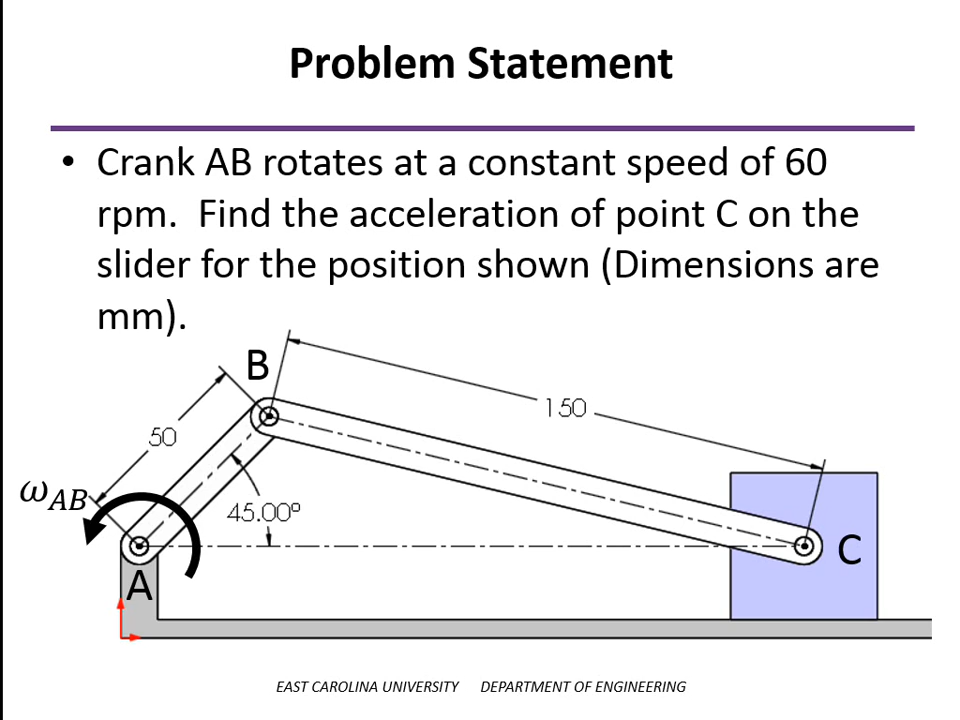 Problem Statement
• Crank AB rotates at a constant speed of 60
rpm.  Find the acceleration of point C on the
slider for the position shown (Dimensions are
mm).
B
150
50
ωAB
45.00°
C
A
EAST CAROLINA UNIVERSITY DEPARTMENT OF ENGINEERING